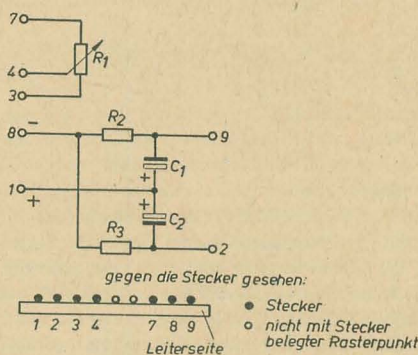 7
R1
4
3
8 −
R2
9
+ C1
1
+
+ C2
R3
2
gegen die Stecker gesehen:
Stecker
1 2 3 4 7 8 9
nicht mit Stecker
belegter Rasterpunkt
Leiterseite